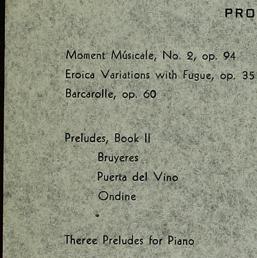 PRO
Moment Músicale, No. 2, op. 94
Eroica Variations with Fugue, op. 35
Barcarolle, op. 60
Preludes, Book II
Bruyeres
Puerta del Vino
Ondine
Theree Preludes for Piano